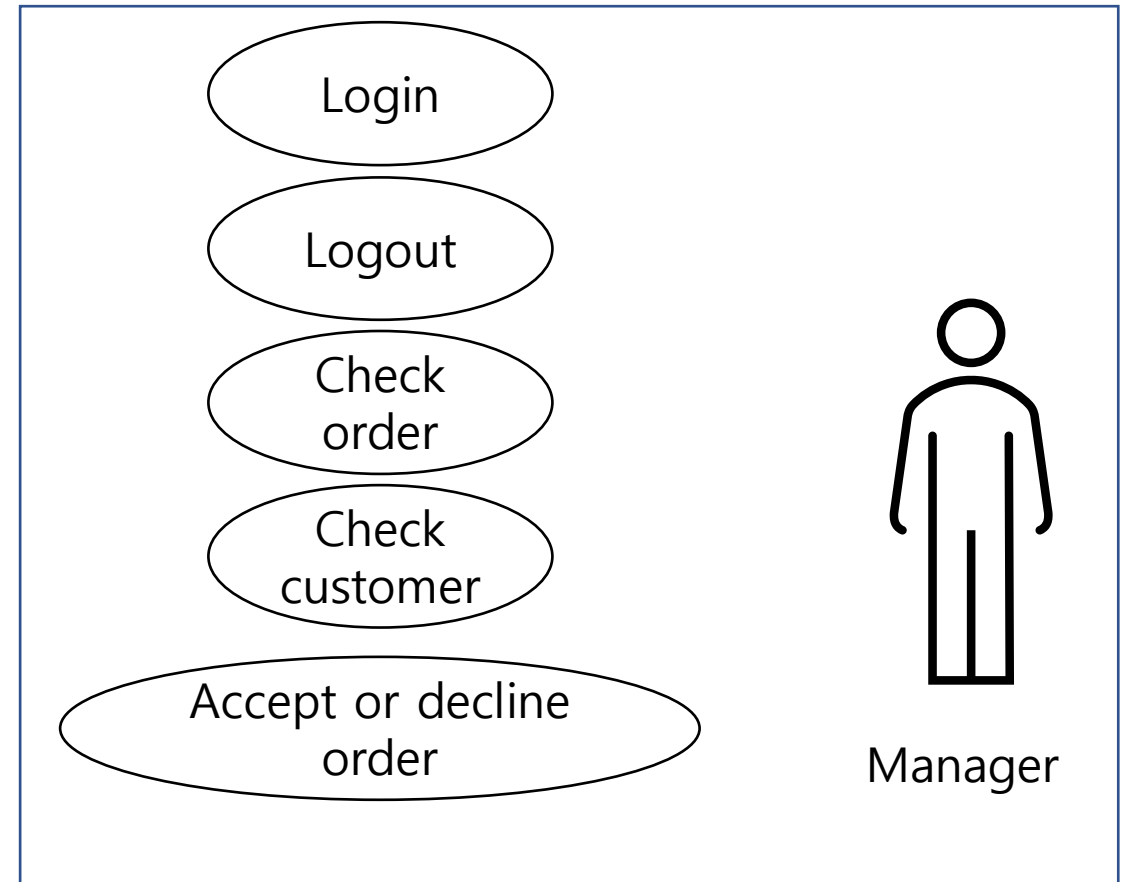 Login
Logout
Check
order
Check
customer
Accept or decline
order
Manager